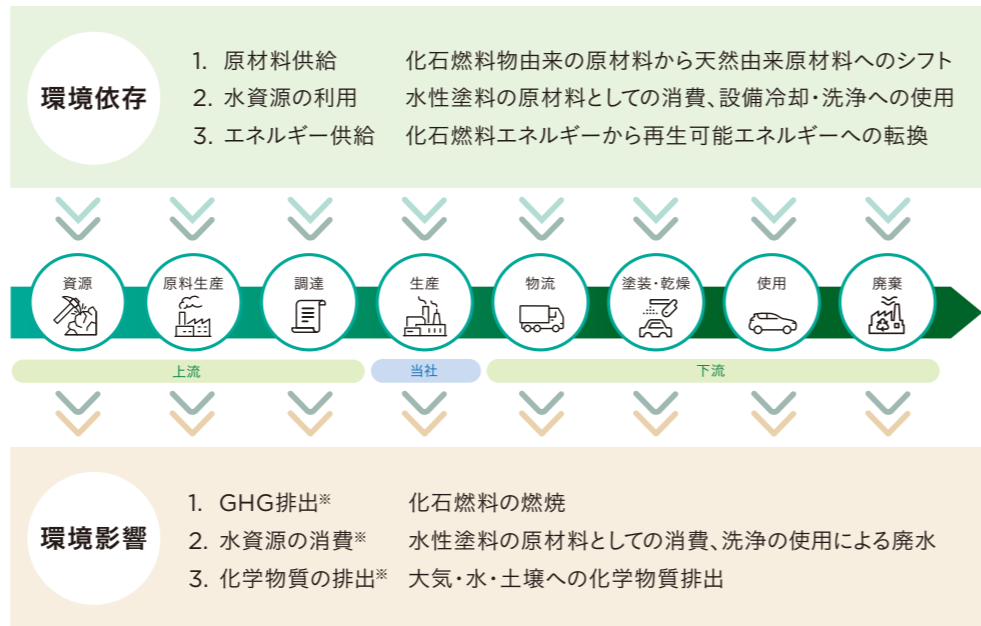 環境依存
1. 原材料供給 化石燃料物由来の原材料から天然由来原材料へのシフト
2. 水資源の利用 水性塗料の原材料としての消費、設備冷却・洗浄への使用
3. エネルギー供給 化石燃料エネルギーから再生可能エネルギーへの転換
資源 原料生産 調達 生産 物流 塗装・乾燥 使用 廃棄
上流 当社 下流
環境影響
1. GHG排出※ 化石燃料の燃焼
2. 水資源の消費※ 水性塗料の原材料としての消費、洗浄の使用による廃水
3. 化学物質の排出※ 大気・水・土壌への化学物質排出